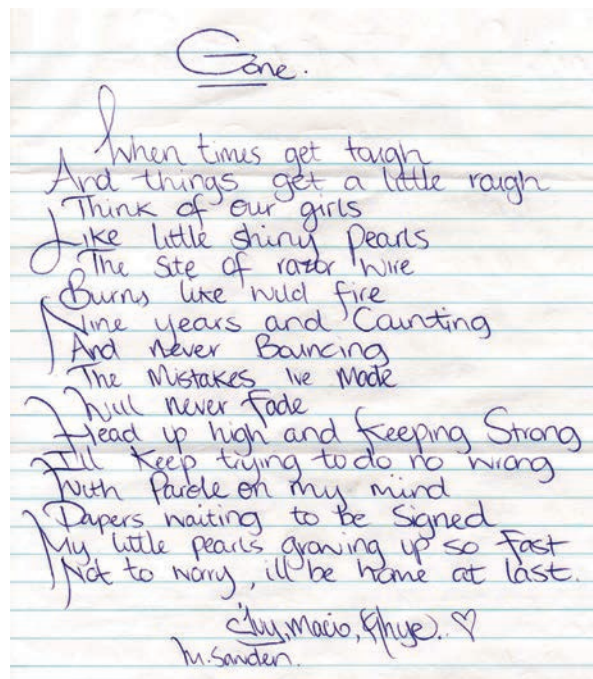 Gone.
When times get tough
And things get a little rough
Think of our girls
Like little shiny pearls
The site of razor wire
Burns like wild fire
Nine years and Counting
And never Bouncing
The Mistakes ive Made
Will never fade
Head up high and keeping Strong
I'll keep trying to do no wrong
With Parole on my mind
Papers waiting to be Signed
My little pearls growing up so fast
Not to worry, ill be home at last.
♡
M.